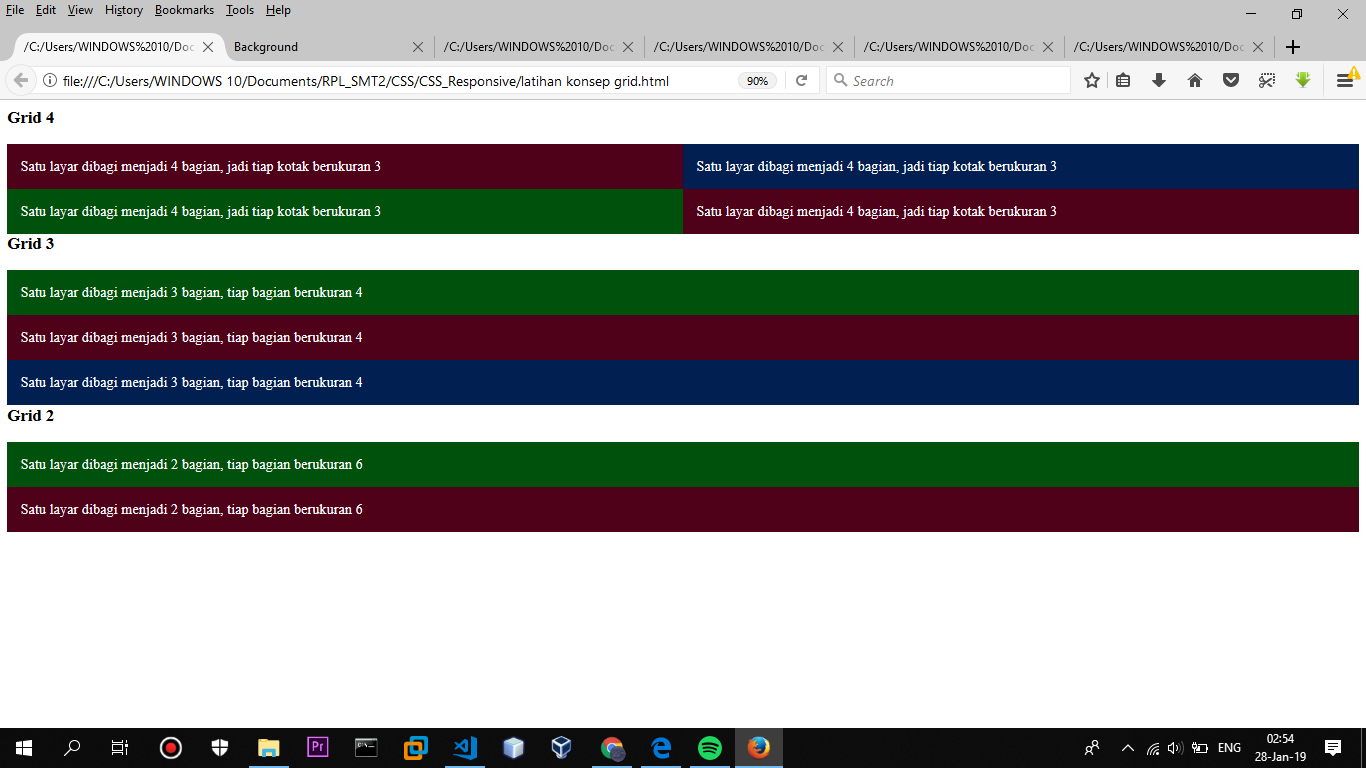 File Edit View History Bookmarks Tools Help
/C:/Users/WINDOWS%2010/Doc Background /C:/Users/WINDOWS%2010/Doc /C:/Users/WINDOWS%2010/Doc /C:/Users/WINDOWS%2010/Doc /C:/Users/WINDOWS%2010/Doc
file:///C:/Users/WINDOWS 10/Documents/RPL_SMT2/CSS/CSS_Responsive/latihan konsep grid.html 90% Search
Grid 4
Satu layar dibagi menjadi 4 bagian, jadi tiap kotak berukuran 3 Satu layar dibagi menjadi 4 bagian, jadi tiap kotak berukuran 3
Satu layar dibagi menjadi 4 bagian, jadi tiap kotak berukuran 3 Satu layar dibagi menjadi 4 bagian, jadi tiap kotak berukuran 3
Grid 3
Satu layar dibagi menjadi 3 bagian, tiap bagian berukuran 4
Satu layar dibagi menjadi 3 bagian, tiap bagian berukuran 4
Satu layar dibagi menjadi 3 bagian, tiap bagian berukuran 4
Grid 2
Satu layar dibagi menjadi 2 bagian, tiap bagian berukuran 6
Satu layar dibagi menjadi 2 bagian, tiap bagian berukuran 6
Pr ENG 02:54
28-Jan-19